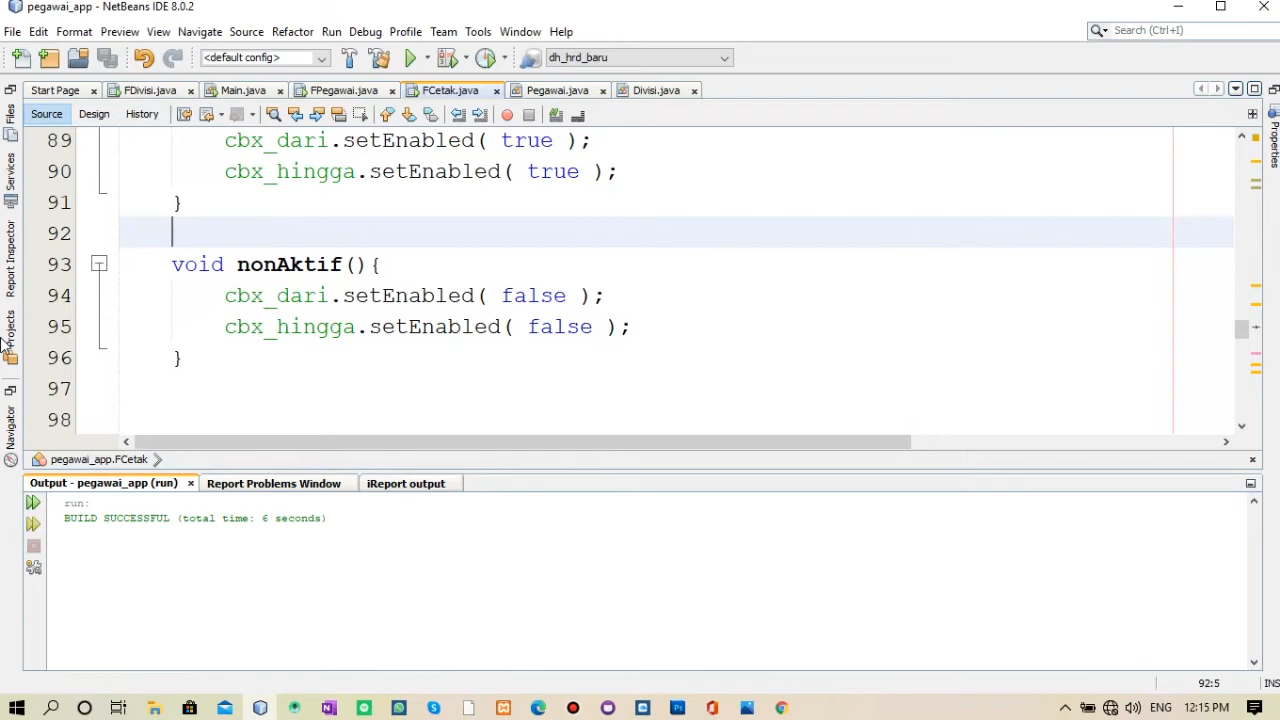 pegawai_app - NetBeans IDE 8.0.2
File Edit Format Preview View Navigate Source Refactor Run Debug Profile Team Tools Window Help
Search (Ctrl+I)
<default config>
dh_hrd_baru
Start Page FDivisi.java Main.java FPegawai.java FCetak.java Pegawai.java Divisi.java
Source Design History
Files
Services
Report Inspector
Projects
Navigator
Properties
89 cbx_dari.setEnabled( true );
90 cbx_hingga.setEnabled( true );
91 }
92
93 void nonAktif(){
94 cbx_dari.setEnabled( false );
95 cbx_hingga.setEnabled( false );
96 }
97
98
pegawai_app.FCetak
Output - pegawai_app (run) Report Problems Window iReport output
run:
BUILD SUCCESSFUL (total time: 6 seconds)
92:5 INS
ENG 12:15 PM